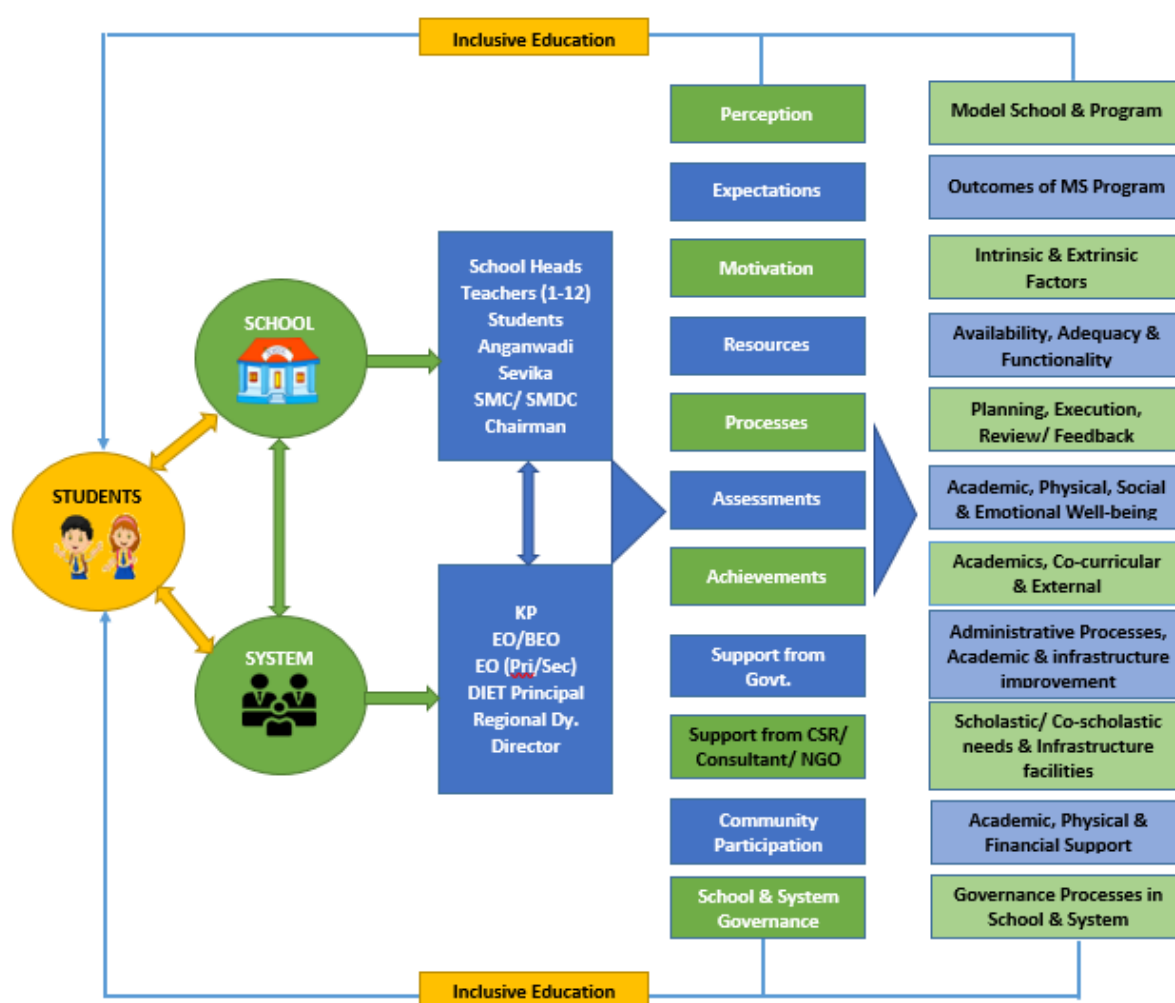 Inclusive Education
STUDENTS
SCHOOL
SYSTEM
School Heads
Teachers (1-12)
Students
Anganwadi
Sevika
SMC/ SMDC
Chairman
KP
EO/BEO
EO (Pri/Sec)
DIET Principal
Regional Dy.
Director
Perception
Expectations
Motivation
Resources
Processes
Assessments
Achievements
Support from
Govt.
Support from CSR/
Consultant/ NGO
Community
Participation
School & System
Governance
Model School & Program
Outcomes of MS Program
Intrinsic & Extrinsic
Factors
Availability, Adequacy &
Functionality
Planning, Execution,
Review/ Feedback
Academic, Physical, Social
& Emotional Well-being
Academics, Co-curricular
& External
Administrative Processes,
Academic & infrastructure
improvement
Scholastic/ Co-scholastic
needs & Infrastructure
facilities
Academic, Physical &
Financial Support
Governance Processes in
School & System
Inclusive Education